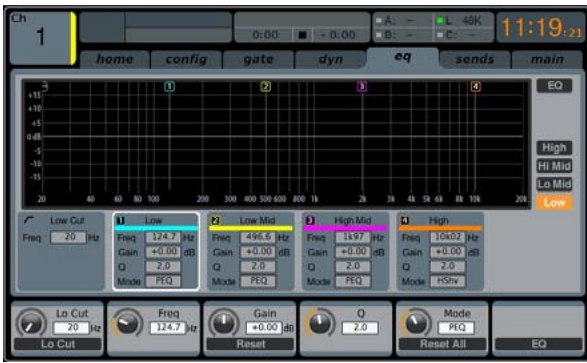 Ch
1
0:00 - 0:00
A: - L 48K
B: - C: -
11:19:21
home config gate dyn eq sends main
1 2 3 4
+15
+10
+5
0dB
-5
-10
-15
20 40 60 80 100 200 300 400 500 600 800 1k 2k 3k 4k 5k 6k 8k 10k 20k
EQ
High
Hi Mid
Lo Mid
Low
Low Cut
Freq 20 Hz
1 Low
Freq 124.7 Hz
Gain +0.00 dB
Q 2.0
Mode PEQ
2 Low Mid
Freq 496.6 Hz
Gain +0.00 dB
Q 2.0
Mode PEQ
3 High Mid
Freq 1k97 Hz
Gain +0.00 dB
Q 2.0
Mode PEQ
4 High
Freq 10k02 Hz
Gain +0.00 dB
Q 2.0
Mode HShv
Lo Cut
20 Hz
Lo Cut
Freq
124.7 Hz
Gain
+0.00 dB
Reset
Q
2.0
Mode
PEQ
Reset All
EQ